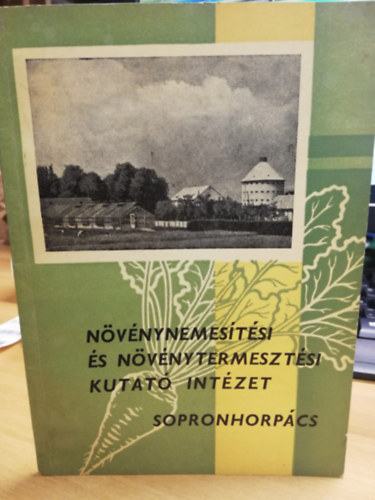 NÖVÉNYNEMESÍTÉSI
ÉS NÖVÉNYTERMESZTÉSI
KUTATÓ INTÉZET
SOPRONHORPÁCS